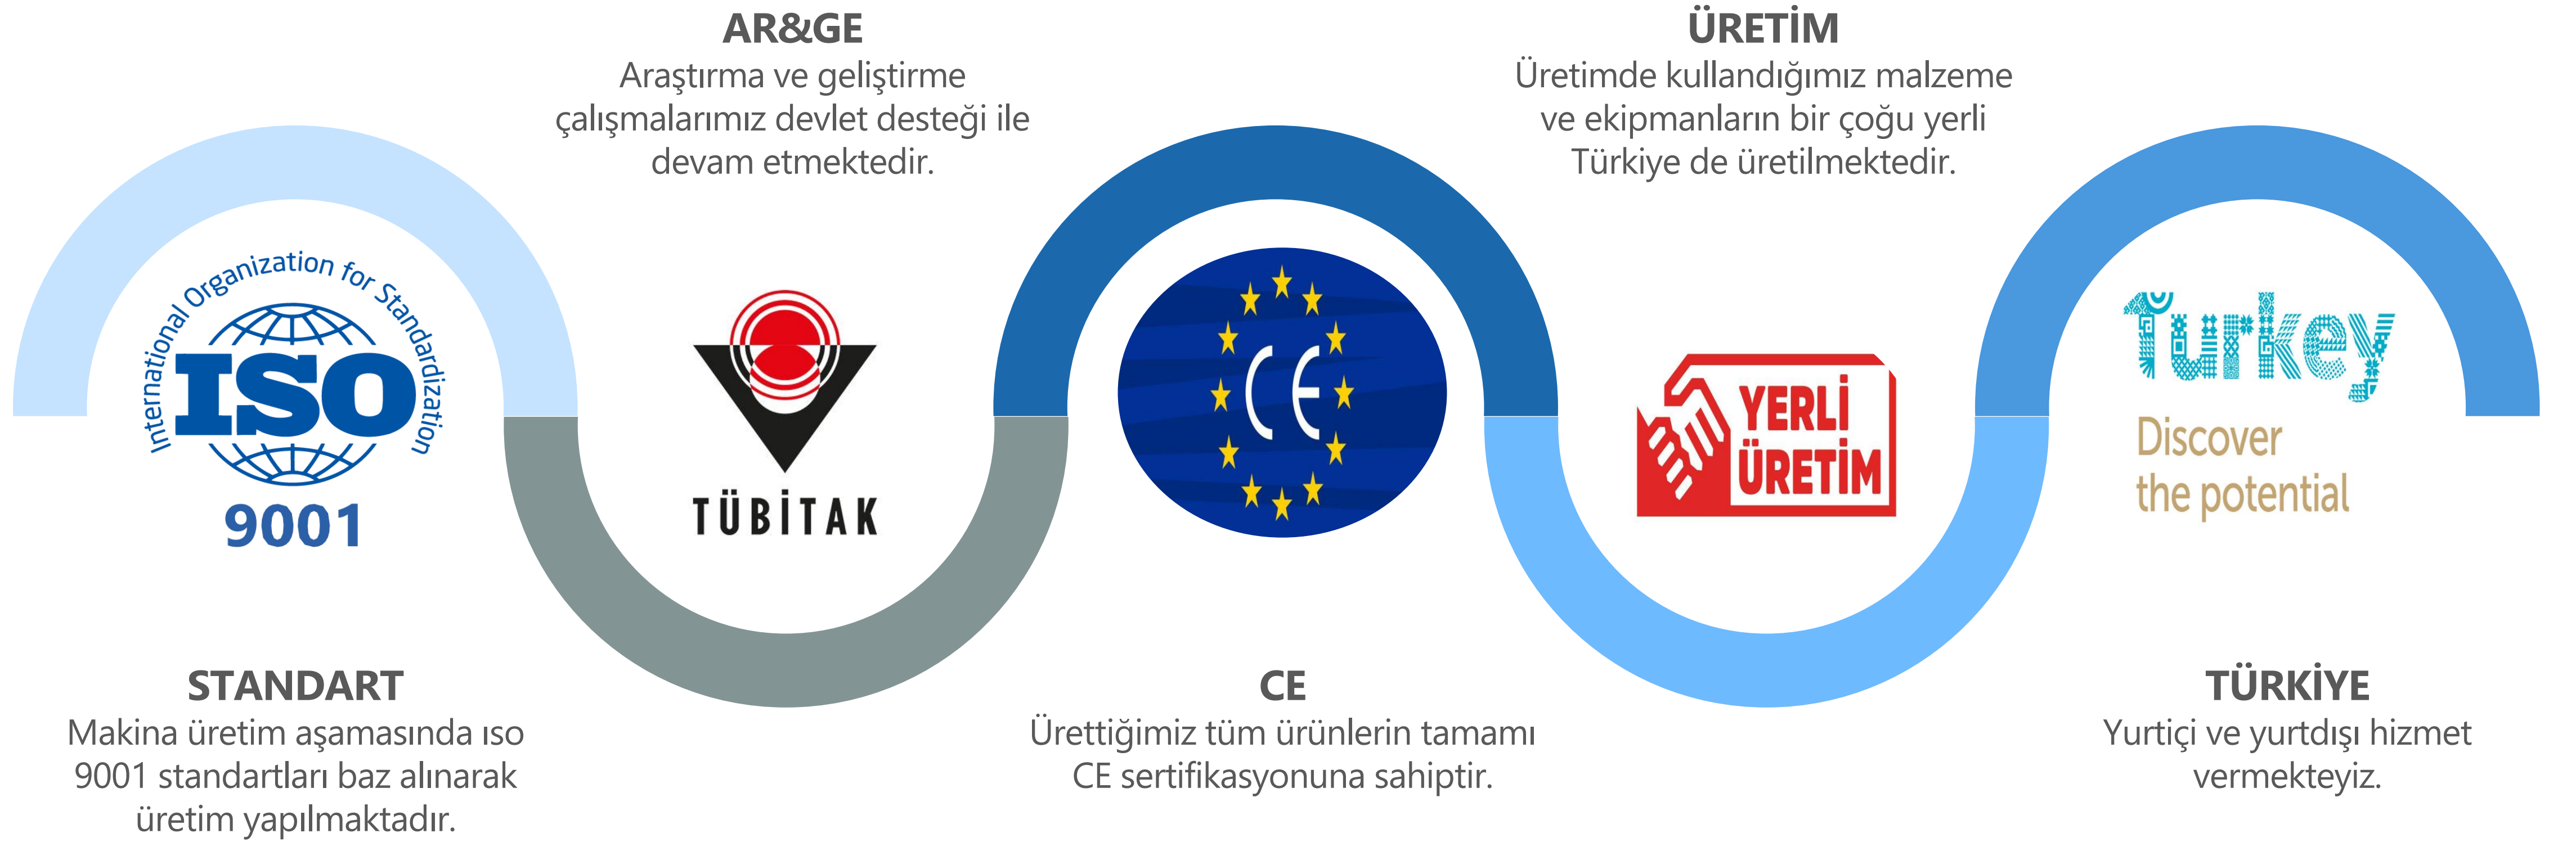 International Organization for Standardization
ISO
9001
STANDART
Makina üretim aşamasında ıso
9001 standartları baz alınarak
üretim yapılmaktadır.
AR&GE
Araştırma ve geliştirme
çalışmalarımız devlet desteği ile
devam etmektedir.
TÜBİTAK
CE
CE
Ürettiğimiz tüm ürünlerin tamamı
CE sertifikasyonuna sahiptir.
ÜRETİM
Üretimde kullandığımız malzeme
ve ekipmanların bir çoğu yerli
Türkiye de üretilmektedir.
YERLİ
ÜRETİM
Turkey
Discover
the potential
TÜRKİYE
Yurtiçi ve yurtdışı hizmet
vermekteyiz.